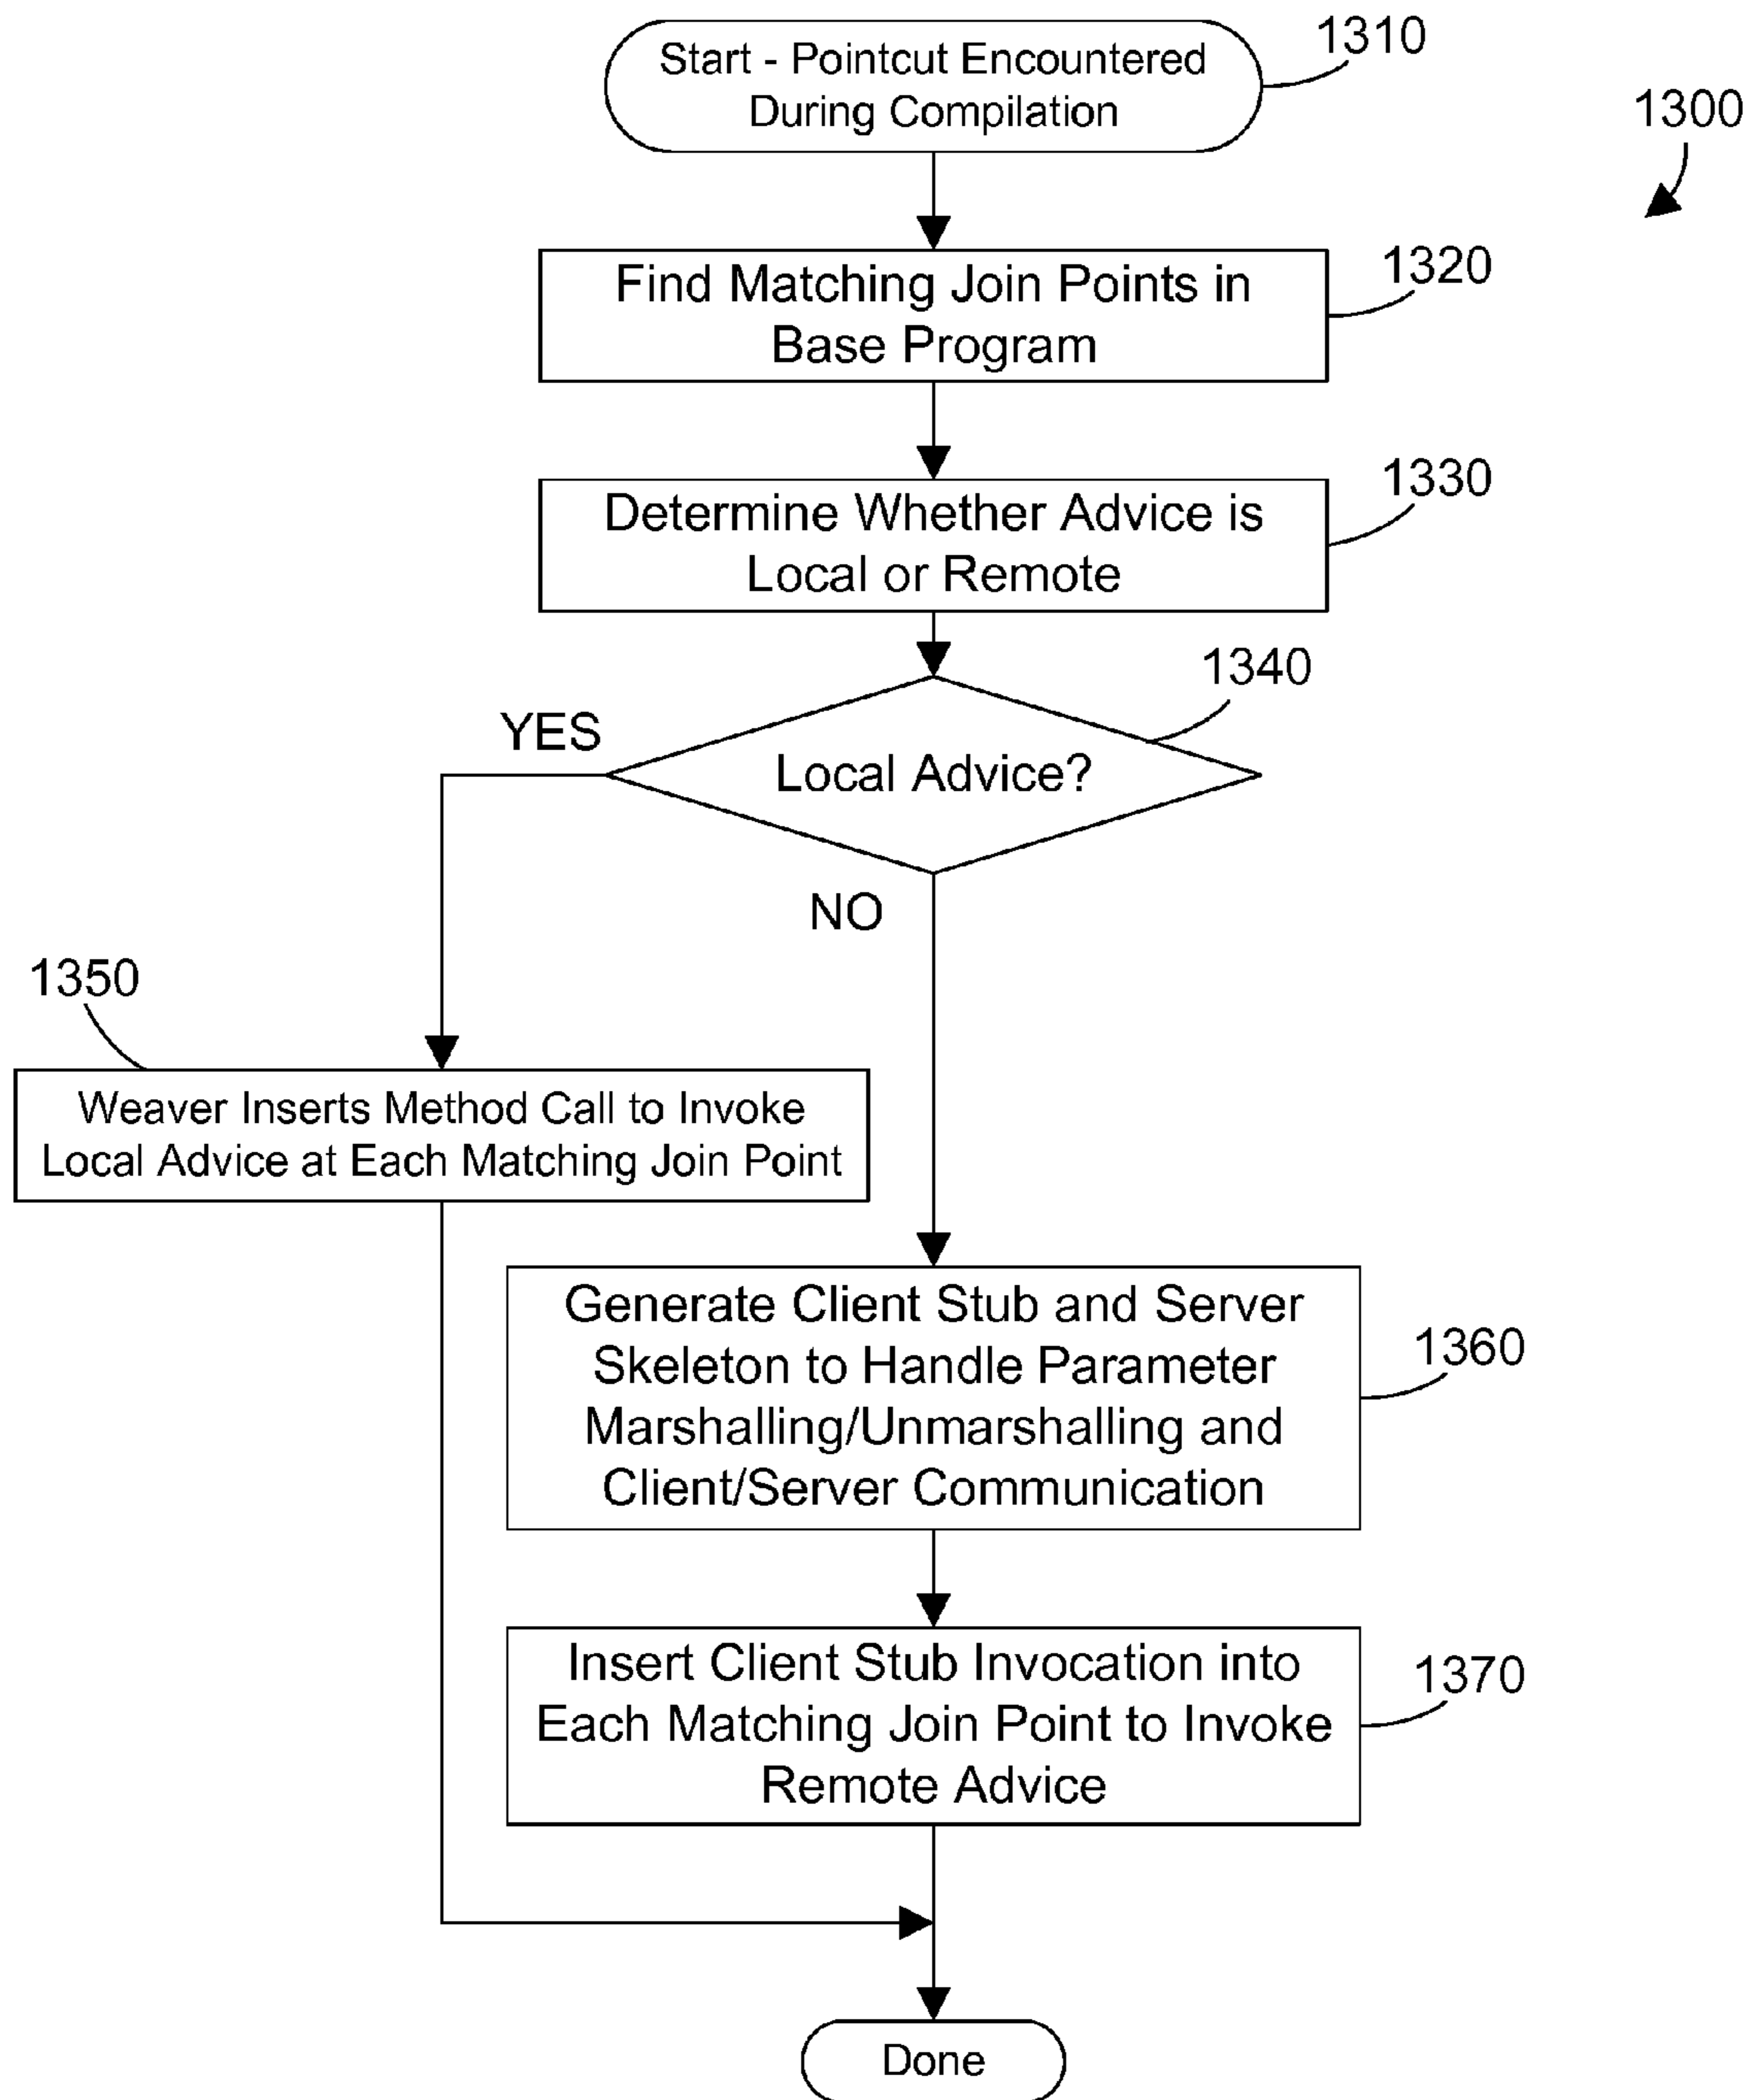 Start - Pointcut Encountered
During Compilation
1310
1300
Find Matching Join Points in
Base Program
1320
Determine Whether Advice is
Local or Remote
1330
1340
Local Advice?
YES
NO
1350
Weaver Inserts Method Call to Invoke
Local Advice at Each Matching Join Point
Generate Client Stub and Server
Skeleton to Handle Parameter
Marshalling/Unmarshalling and
Client/Server Communication
1360
Insert Client Stub Invocation into
Each Matching Join Point to Invoke
Remote Advice
1370
Done